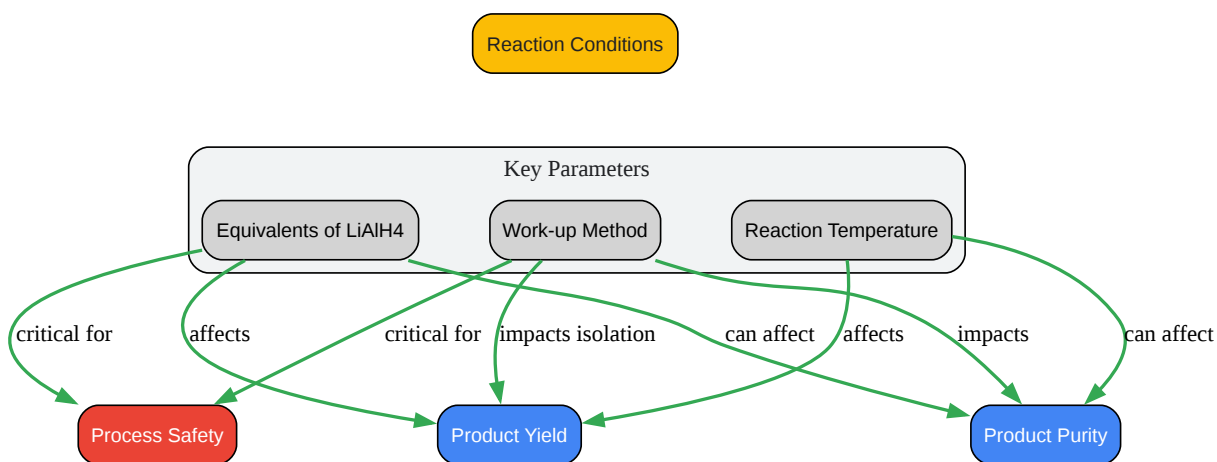 Reaction Conditions
Key Parameters
Equivalents of LiAlH4
Work-up Method
Reaction Temperature
critical for
affects
critical for
impacts isolation
can affect
affects
impacts
can affect
Process Safety
Product Yield
Product Purity